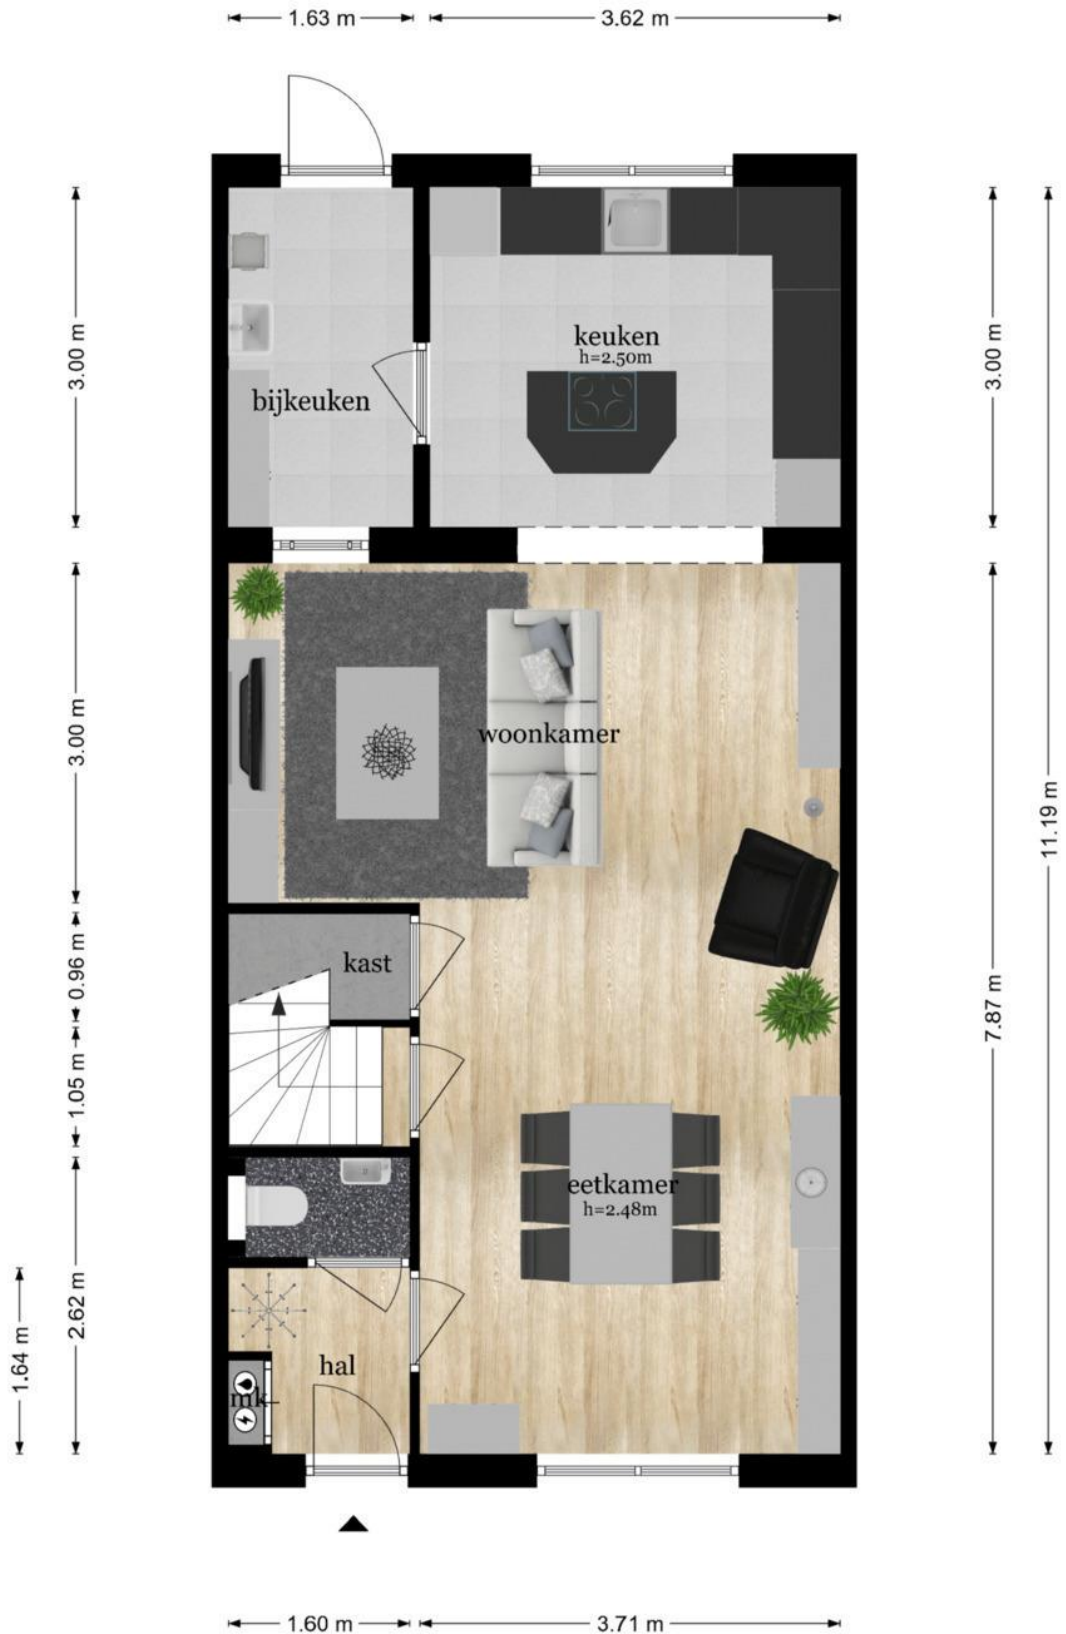 1.63 m
3.62 m
3.00 m
keuken
h=2.50m
3.00 m
bijkeuken
3.00 m
woonkamer
11.19 m
kast
0.96 m
7.87 m
1.05 m
eetkamer
h=2.48m
2.62 m
1.64 m
hal
mk
1.60 m
3.71 m